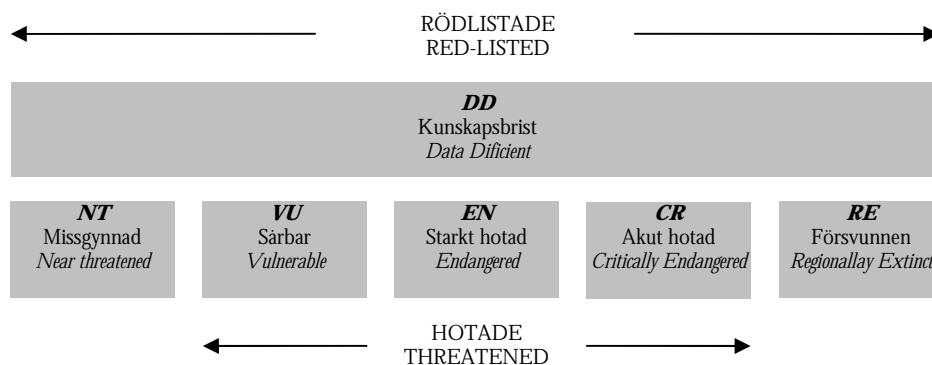 RÖDLISTADE
RED-LISTED
DD
Kunskapsbrist
Data Dificient
NT
Missgynnad
Near threatened
VU
Sårbar
Vulnerable
EN
Starkt hotad
Endangered
CR
Akut hotad
Critically Endangered
RE
Försvunnen
Regionallay Extinct
HOTADE
THREATENED